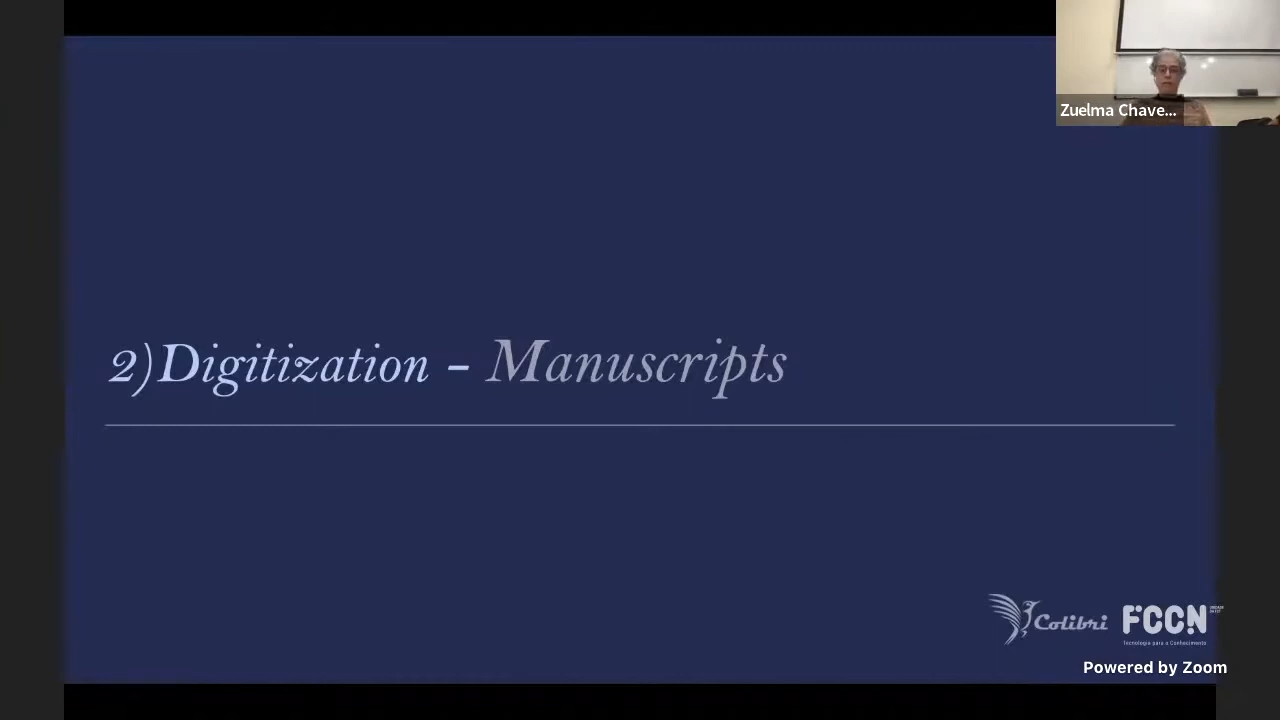 Zuelma Chave...
2) Digitization – Manuscripts
Colibri FCCN
Tecnologia para o Conhecimento
Powered by Zoom